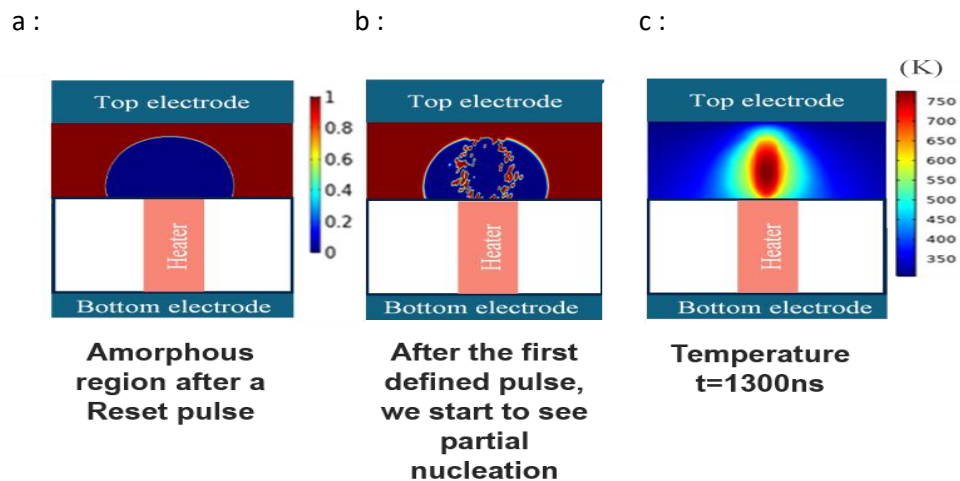 a :
b :
c :
Top electrode
Heater
Bottom electrode
1
0.8
0.6
0.4
0.2
0
Top electrode
Heater
Bottom electrode
(K)
Top electrode
Heater
Bottom electrode
750
700
650
600
550
500
450
400
350
Amorphous
region after a
Reset pulse
After the first
defined pulse,
we start to see
partial
nucleation
Temperature
t=1300ns